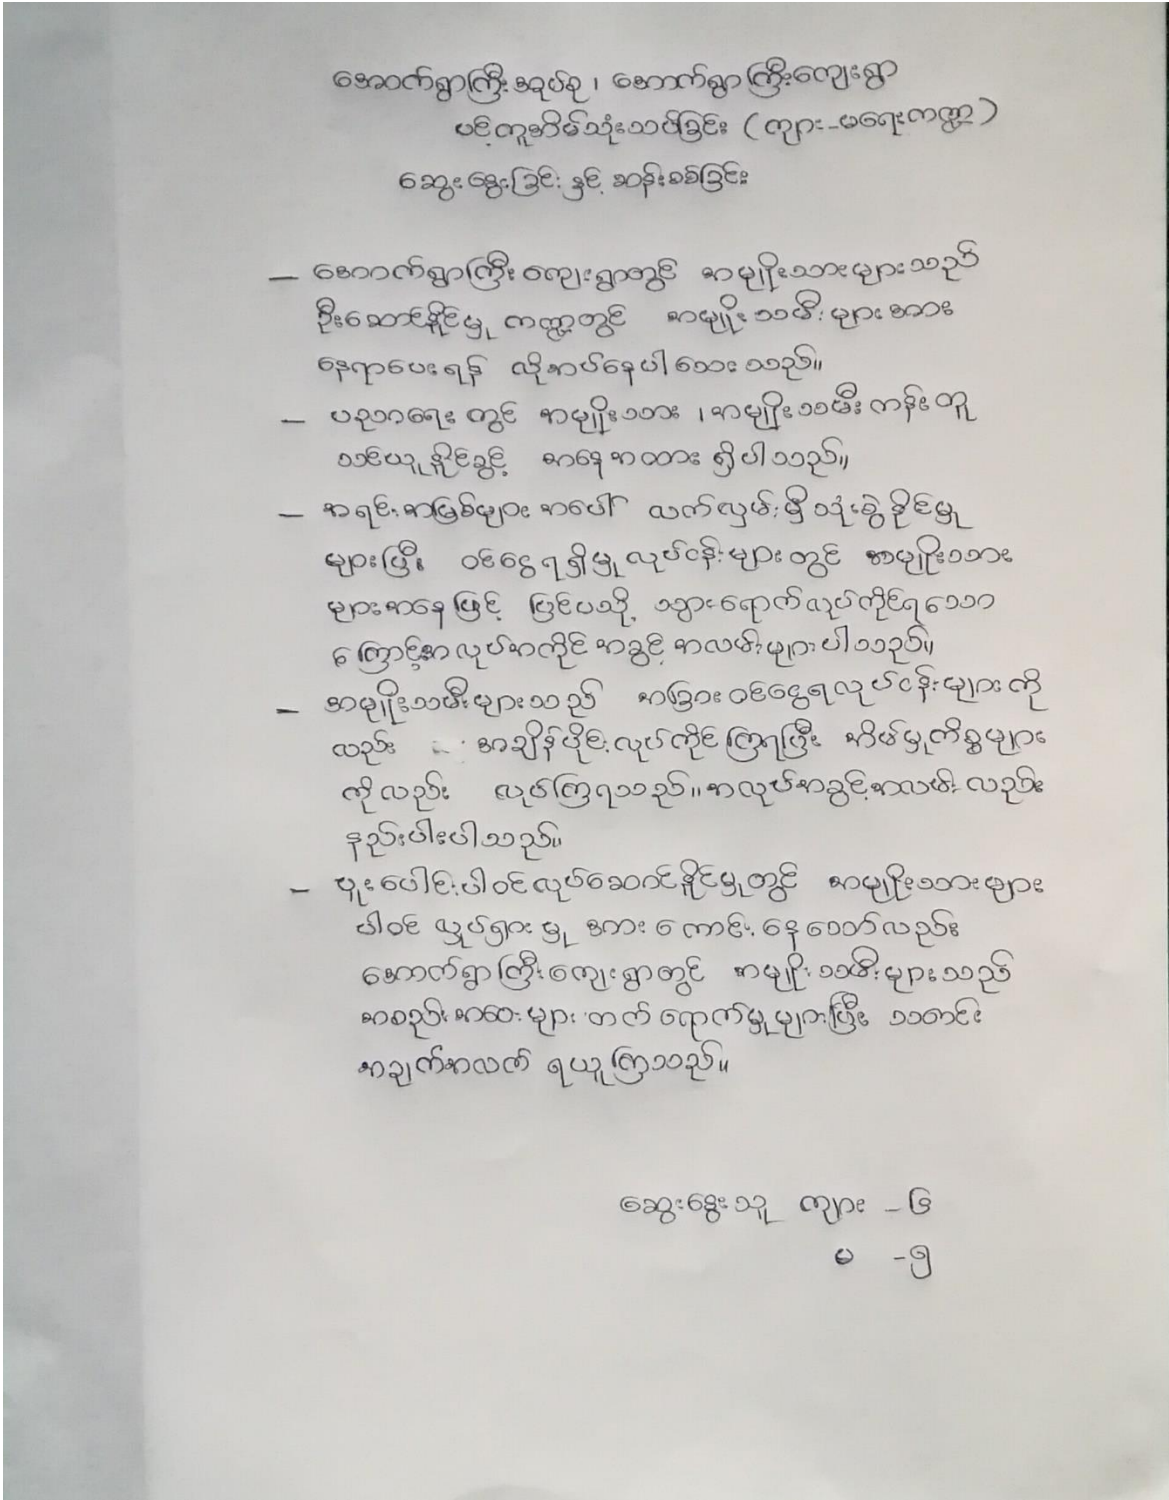 အောက်ရွာကြီးအုပ်စု၊ အောက်ရွာကြီးကျေးရွာ
ပင့်ကူအိမ်သုံးသပ်ခြင်း (ကျား-မရေးကဏ္ဍ)
ဆွေးနွေးခြင်း နှင့် ဆန်းစစ်ခြင်း
– အောက်ရွာကြီးကျေးရွာတွင် အမျိုးသားများသည်
ဦးဆောင်နိုင်မှု ကဏ္ဍတွင် အမျိုးသမီးများအား
နေရာပေးရန် လိုအပ်နေပါသေးသည်။
– ပညာရေးတွင် အမျိုးသား၊ အမျိုးသမီးတန်းတူ
သင်ယူနိုင်ခွင့် အနေအထားရှိပါသည်။
– အရင်းအမြစ်များအပေါ် လက်လှမ်းမှီသုံးစွဲနိုင်မှု
များပြီး ဝင်ငွေရရှိမှုလုပ်ငန်းများတွင် အမျိုးသား
များအနေဖြင့် ပြင်ပသို့ သွားရောက်လုပ်ကိုင်ရသော
ကြောင့်အလုပ်အကိုင်အခွင့်အလမ်းများပါသည်။
– အမျိုးသမီးများသည် အခြားဝင်ငွေရလုပ်ငန်းများကို
လည်း အချိန်ပိုင်းလုပ်ကိုင်ကြရပြီး အိမ်မှုကိစ္စများ
ကိုလည်း လုပ်ကြရသည်။ အလုပ်အခွင့်အလမ်းလည်း
နည်းပါးပါသည်။
– ပူးပေါင်းပါဝင်လုပ်ဆောင်နိုင်မှုတွင် အမျိုးသားများ
ပါဝင်လှုပ်ရှားမှု အားကောင်းနေသော်လည်း
အောက်ရွာကြီးကျေးရွာတွင် အမျိုးသမီးများသည်
အစည်းအဝေးများတက်ရောက်မှုများပြီး သတင်း
အချက်အလက် ရယူကြသည်။
ဆွေးနွေးသူ ကျား - ၆
မ - ၅